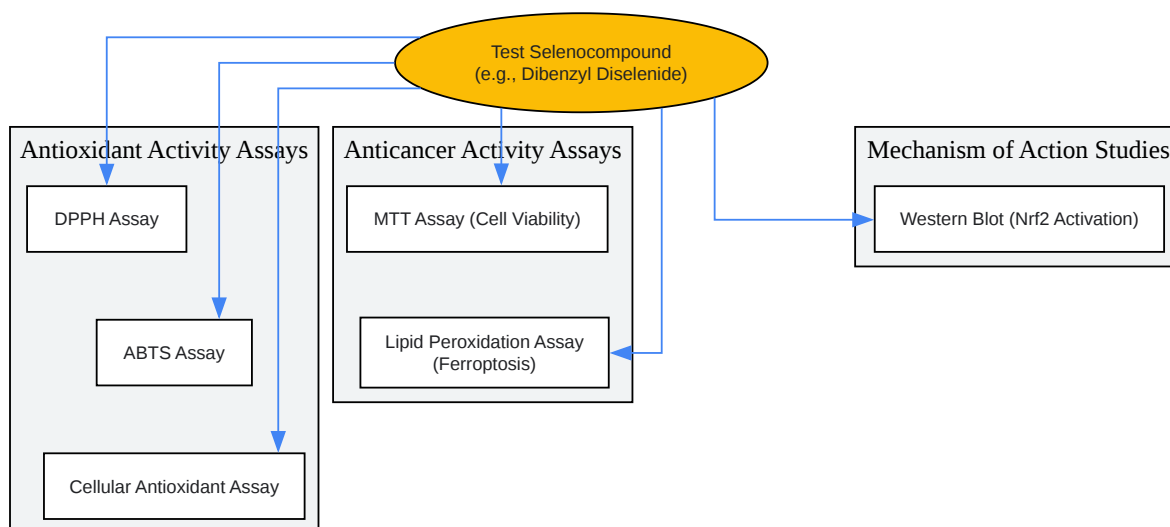 Test Selenocompound
(e.g., Dibenzyl Diselenide)
Antioxidant Activity Assays
DPPH Assay
ABTS Assay
Cellular Antioxidant Assay
Anticancer Activity Assays
MTT Assay (Cell Viability)
Lipid Peroxidation Assay
(Ferroptosis)
Mechanism of Action Studies
Western Blot (Nrf2 Activation)